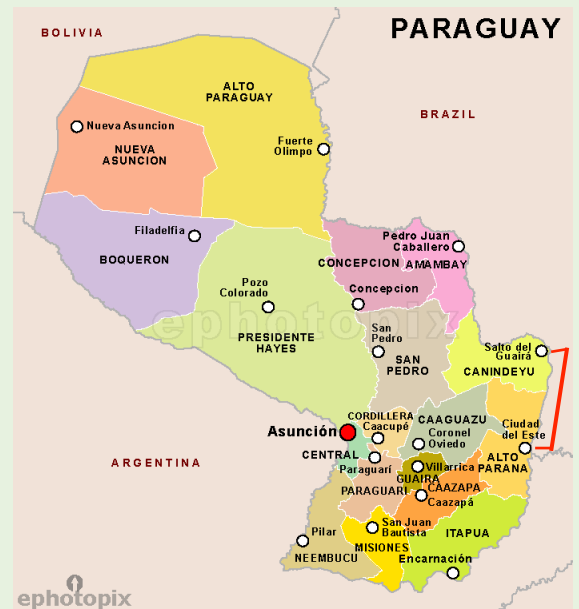 PARAGUAY
BOLIVIA
BRAZIL
ALTO
PARAGUAY
Nueva Asuncion
NUEVA
ASUNCION
Fuerte
Olimpo
Filadelfia
BOQUERON
Pedro Juan
Caballero
CONCEPCION
AMAMBAY
Concepcion
Pozo
Colorado
ephotopix
PRESIDENTE
HAYES
San
Pedro
SAN
PEDRO
Salto del
Guairá
CANINDEYU
CORDILLERA
Caacupé
CAAGUAZU
Coronel
Oviedo
Ciudad
del Este
Asunción
CENTRAL
ARGENTINA
Paraguarí
Villarrica
GUAIRA
ALTO
PARANA
PARAGUARI
CAAZAPA
Caazapá
San Juan
Bautista
MISIONES
ITAPUA
Pilar
NEEMBUCU
Encarnación
ephotopix